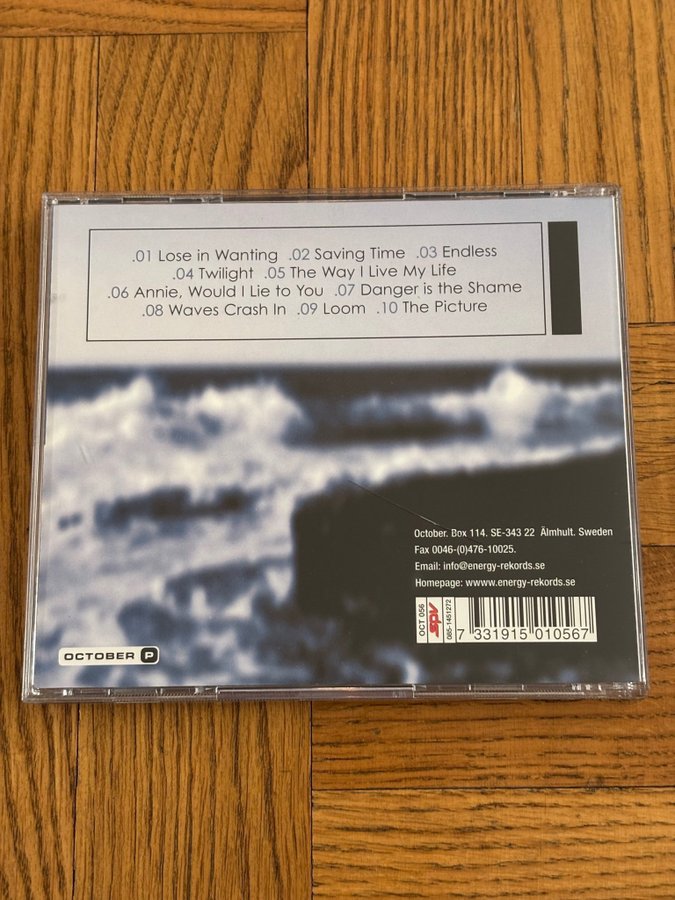 .01 Lose in Wanting .02 Saving Time .03 Endless
.04 Twilight .05 The Way I Live My Life
.06 Annie, Would I Lie to You .07 Danger is the Shame
.08 Waves Crash In .09 Loom .10 The Picture
October. Box 114. SE-343 22 Älmhult. Sweden
Fax 0046-(0)476-10025.
Email: info@energy-rekords.se
Homepage: wwww.energy-rekords.se
OCT 056
SPV
085-1451272
7 331915 010567
OCTOBER P